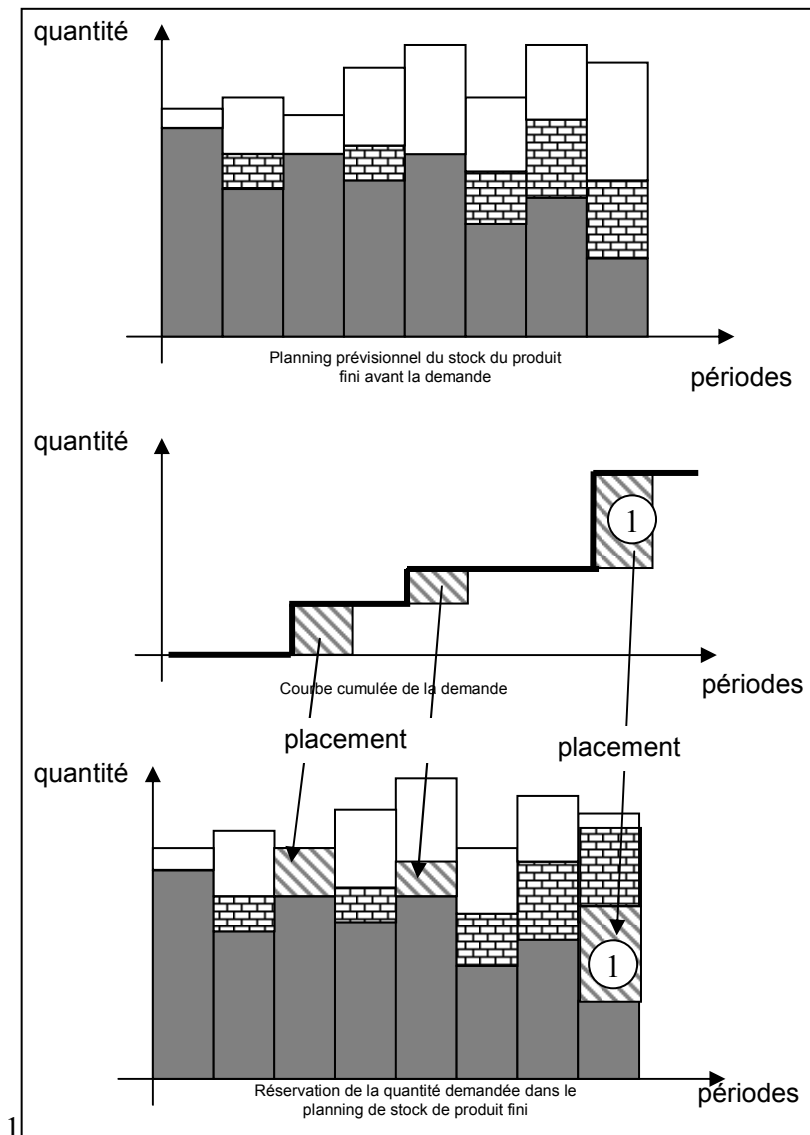 quantité
Planning prévisionnel du stock du produit
fini avant la demande
périodes
quantité
1
Courbe cumulée de la demande
périodes
placement
placement
quantité
1
périodes
Réservation de la quantité demandée dans le
planning de stock de produit fini
1